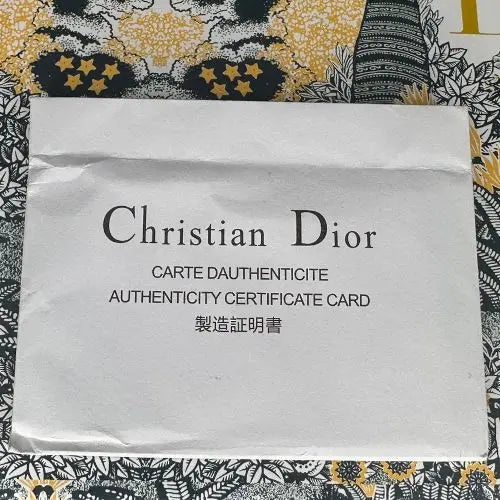 Christian Dior
CARTE DAUTHENTICITE
AUTHENTICITY CERTIFICATE CARD
製造証明書